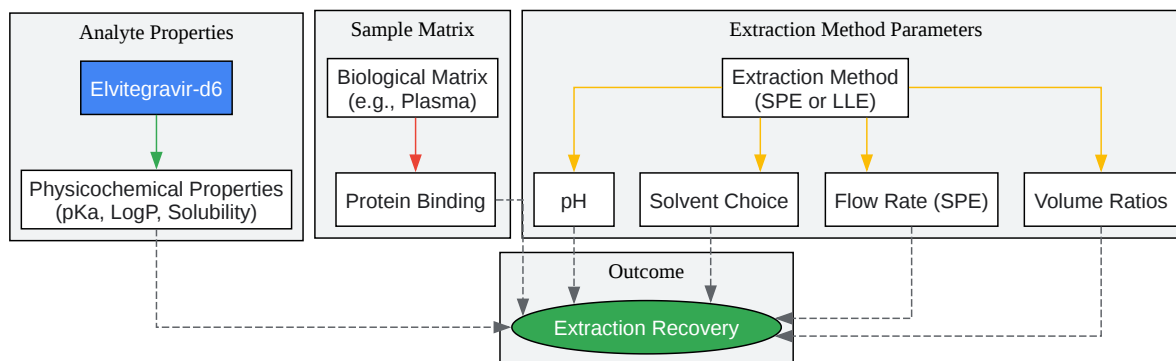 Analyte Properties
Elvitegravir-d6
Physicochemical Properties
(pKa, LogP, Solubility)
Sample Matrix
Biological Matrix
(e.g., Plasma)
Protein Binding
Extraction Method Parameters
Extraction Method
(SPE or LLE)
pH
Solvent Choice
Flow Rate (SPE)
Volume Ratios
Outcome
Extraction Recovery